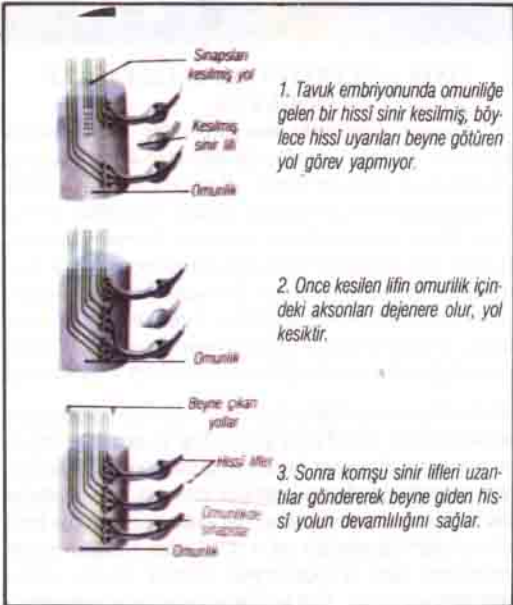 Sinapsları
kesilmiş yol
Kesilmiş
sinir lifi
Omurilik
1. Tavuk embriyonunda omuriliğe
gelen bir hissî sinir kesilmiş, böy-
lece hissî uyarıları beyne götüren
yol görev yapmıyor.
Omurilik
2. Once kesilen lifin omurilik için-
deki aksonları dejenere olur, yol
kesiktir.
Beyne çıkan
yollar
Hissî lifler
Omurilikde
sinapslar
Omurilik
3. Sonra komşu sinir lifleri uzan-
tılar göndererek beyne giden his-
sî yolun devamlılığını sağlar.